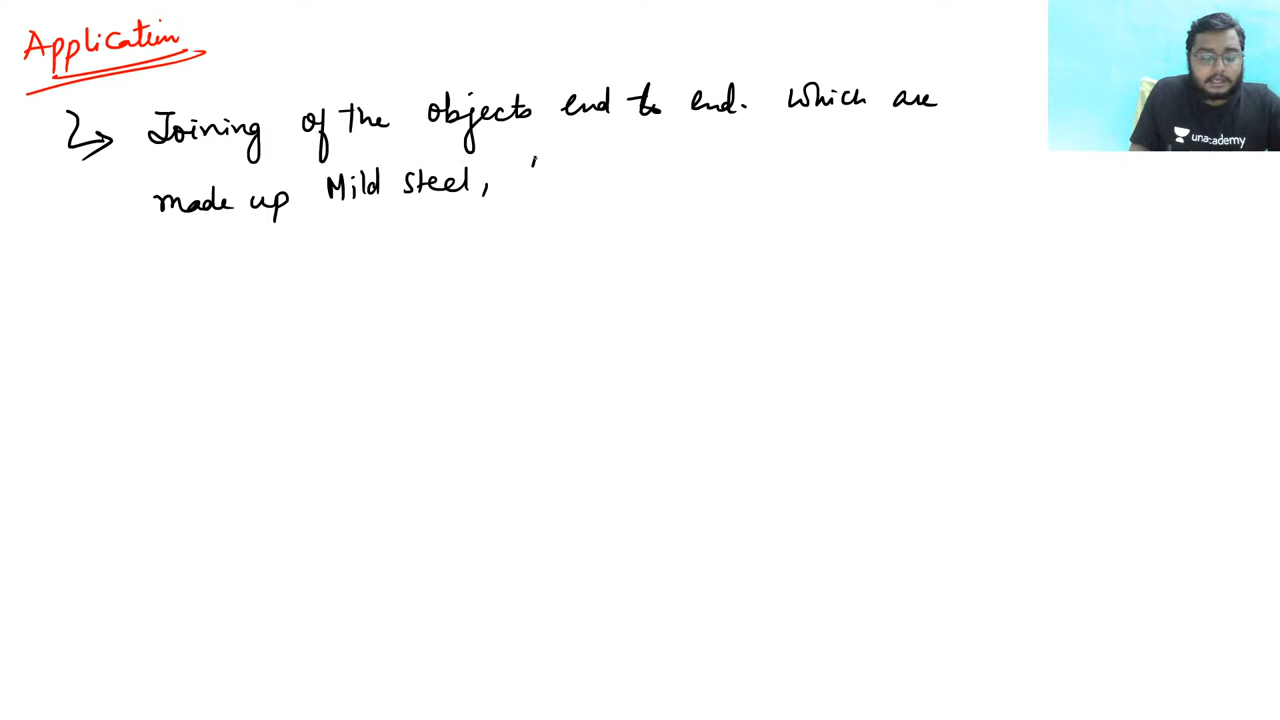 Application
Joining of the objects end to end. which are
made up Mild Steel,
unacademy